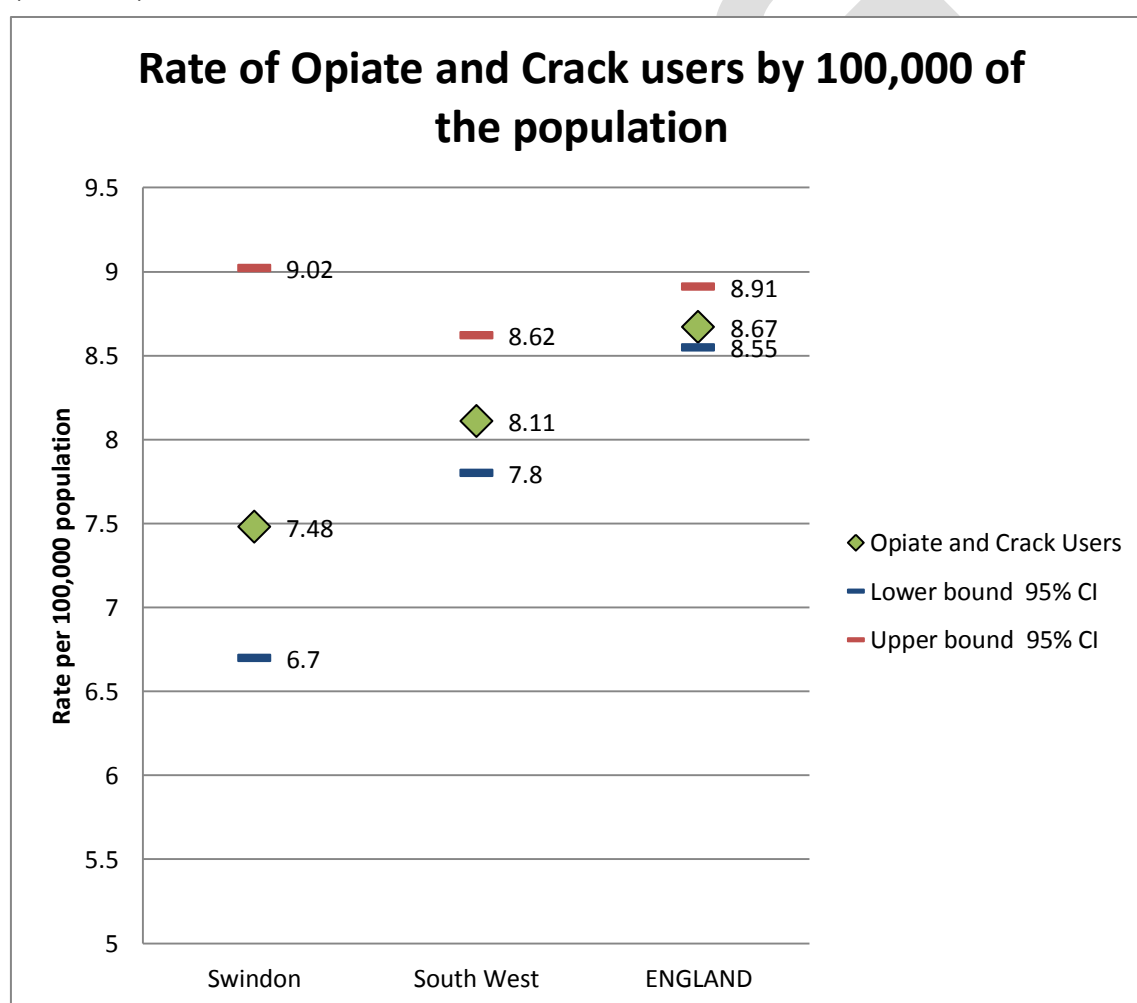 Rate of Opiate and Crack users by 100,000 of
the population
9.5
9
8.5
8
7.5
7
6.5
6
5.5
5
Rate per 100,000 population
9.02
7.48
6.7
8.62
8.11
7.8
8.91
8.67
8.55
Swindon
South West
ENGLAND
Opiate and Crack Users
Lower bound  95% CI
Upper bound  95% CI